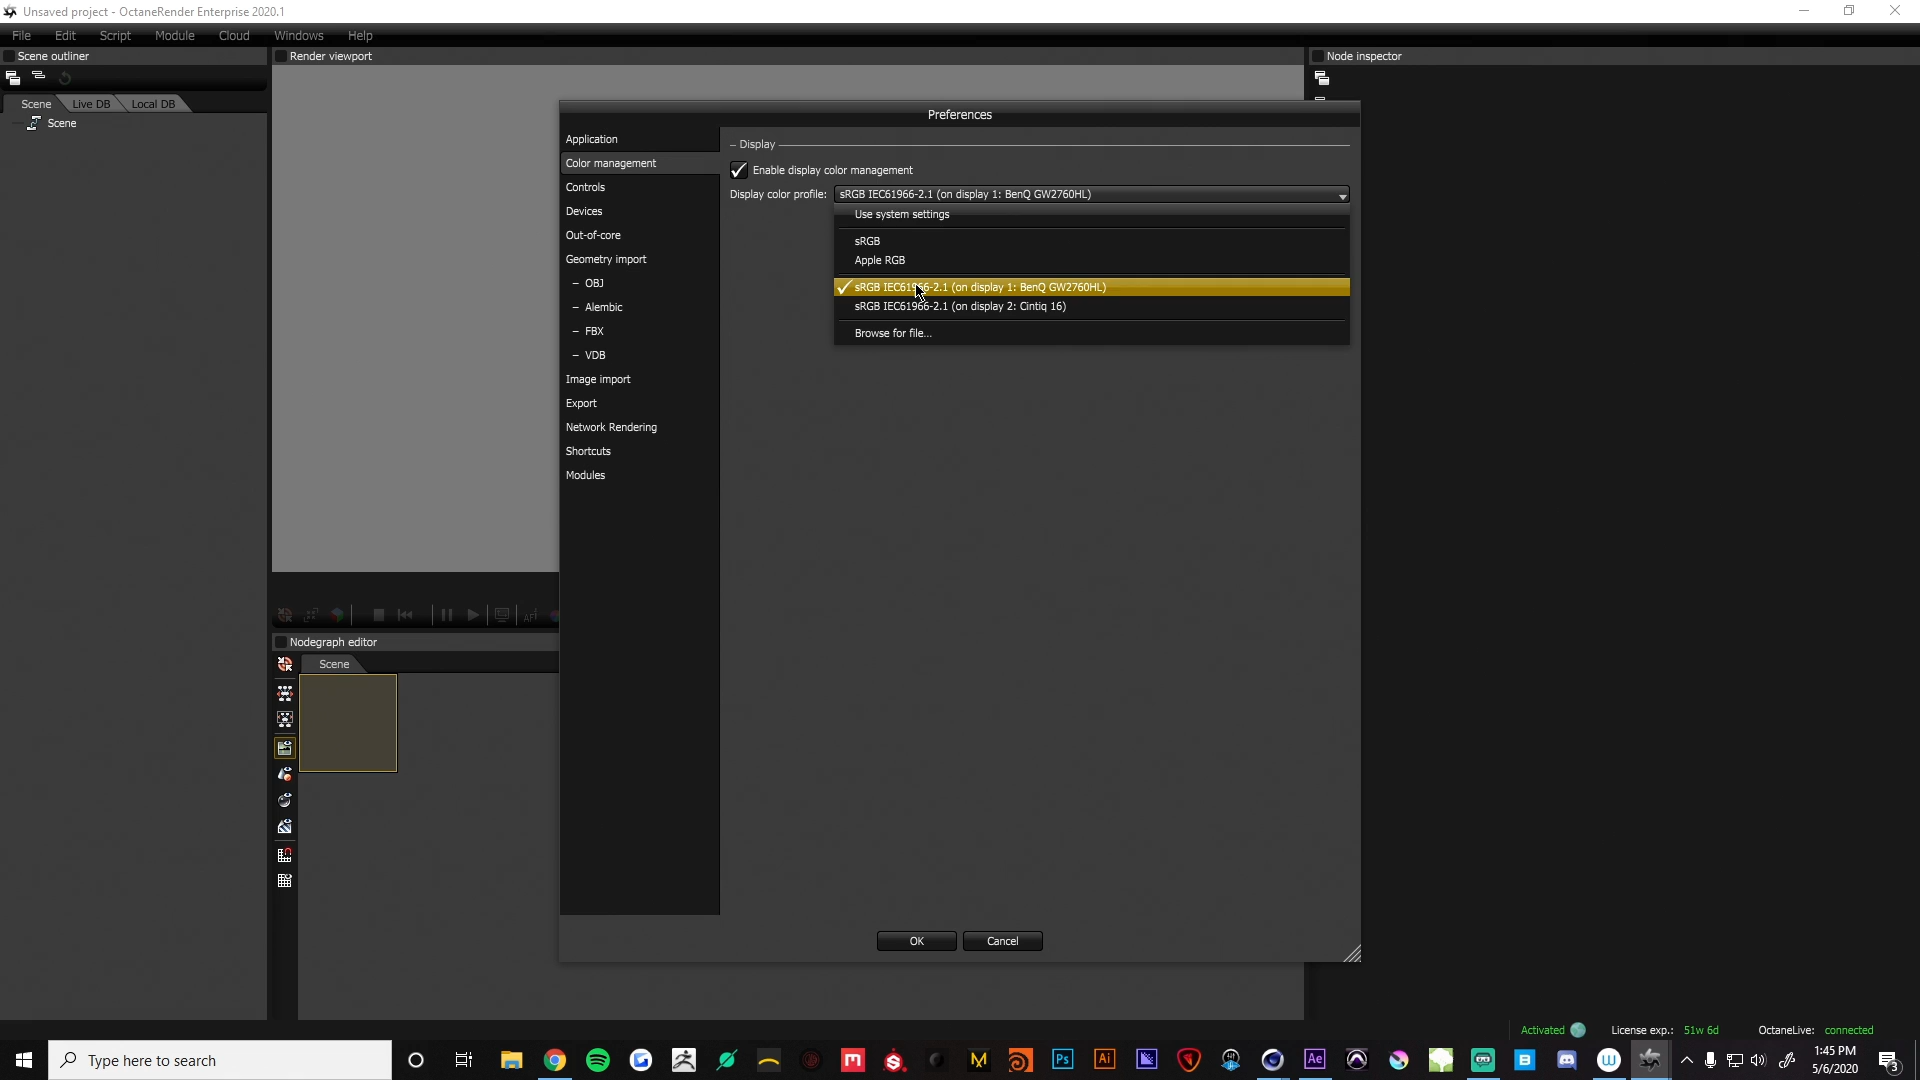 Unsaved project - OctaneRender Enterprise 2020.1
File Edit Script Module Cloud Windows Help
Scene outliner
Render viewport
Node inspector
Scene Live DB Local DB
Scene
Preferences
Application
Color management
Controls
Devices
Out-of-core
Geometry import
– OBJ
– Alembic
– FBX
– VDB
Image import
Export
Network Rendering
Shortcuts
Modules
– Display
Enable display color management
Display color profile: sRGB IEC61966-2.1 (on display 1: BenQ GW2760HL)
Use system settings
sRGB
Apple RGB
sRGB IEC61966-2.1 (on display 1: BenQ GW2760HL)
sRGB IEC61966-2.1 (on display 2: Cintiq 16)
Browse for file...
OK Cancel
AF
Nodegraph editor
Scene
Activated License exp.: 51w 6d OctaneLive: connected
Type here to search
Ps
Ai
Ae
B
1:45 PM
5/6/2020
3